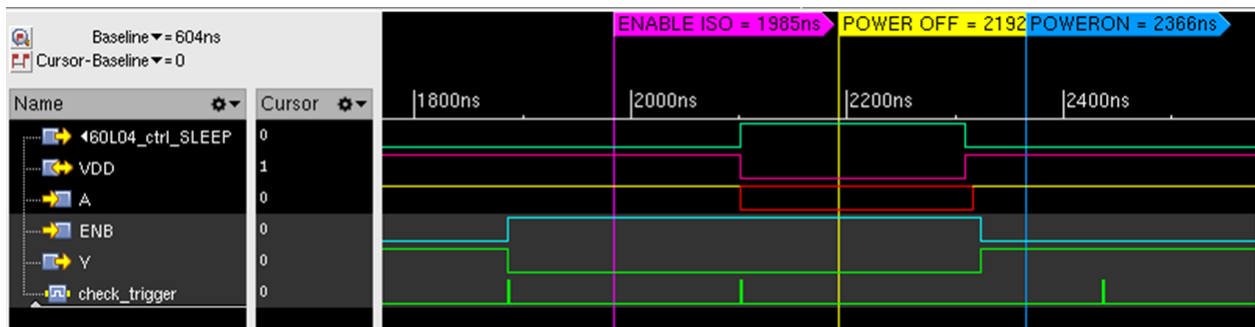 Baseline▼= 604ns
Cursor-Baseline▼= 0
ENABLE ISO = 1985ns
POWER OFF = 2192
POWERON = 2366ns
Name
Cursor
1800ns
2000ns
2200ns
2400ns
60L04_ctrl_SLEEP 0
VDD 1
A 0
ENB 0
Y 0
check_trigger 0